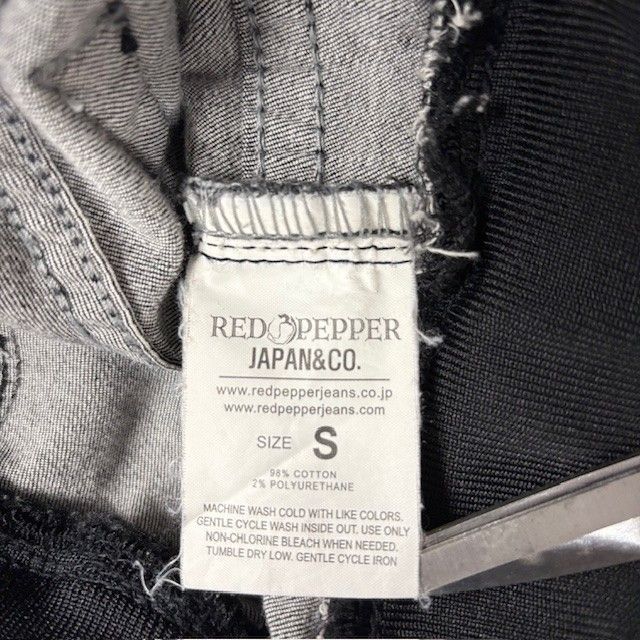 RED PEPPER
JAPAN&CO.
www.redpepperjeans.co.jp
www.redpepperjeans.com
SIZE S
98% COTTON
2% POLYURETHANE
MACHINE WASH COLD WITH LIKE COLORS.
GENTLE CYCLE WASH INSIDE OUT. USE ONLY
NON-CHLORINE BLEACH WHEN NEEDED.
TUMBLE DRY LOW. GENTLE CYCLE IRON